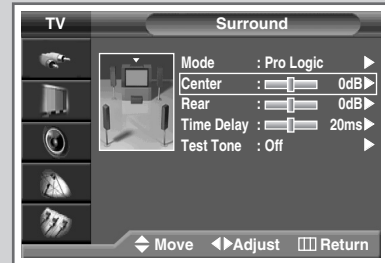 TV
Surround
Mode : Pro Logic
Center : 0dB
Rear : 0dB
Time Delay : 20ms
Test Tone : Off
Move Adjust Return